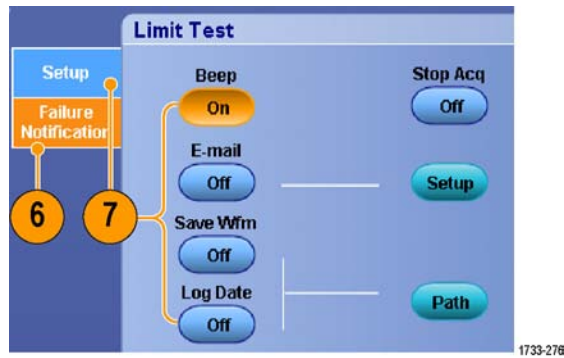 Limit Test
Setup
Failure
Notification
6
7
Beep
On
Stop Acq
Off
E-mail
Off
Setup
Save Wfm
Off
Log Date
Off
Path
1733-276